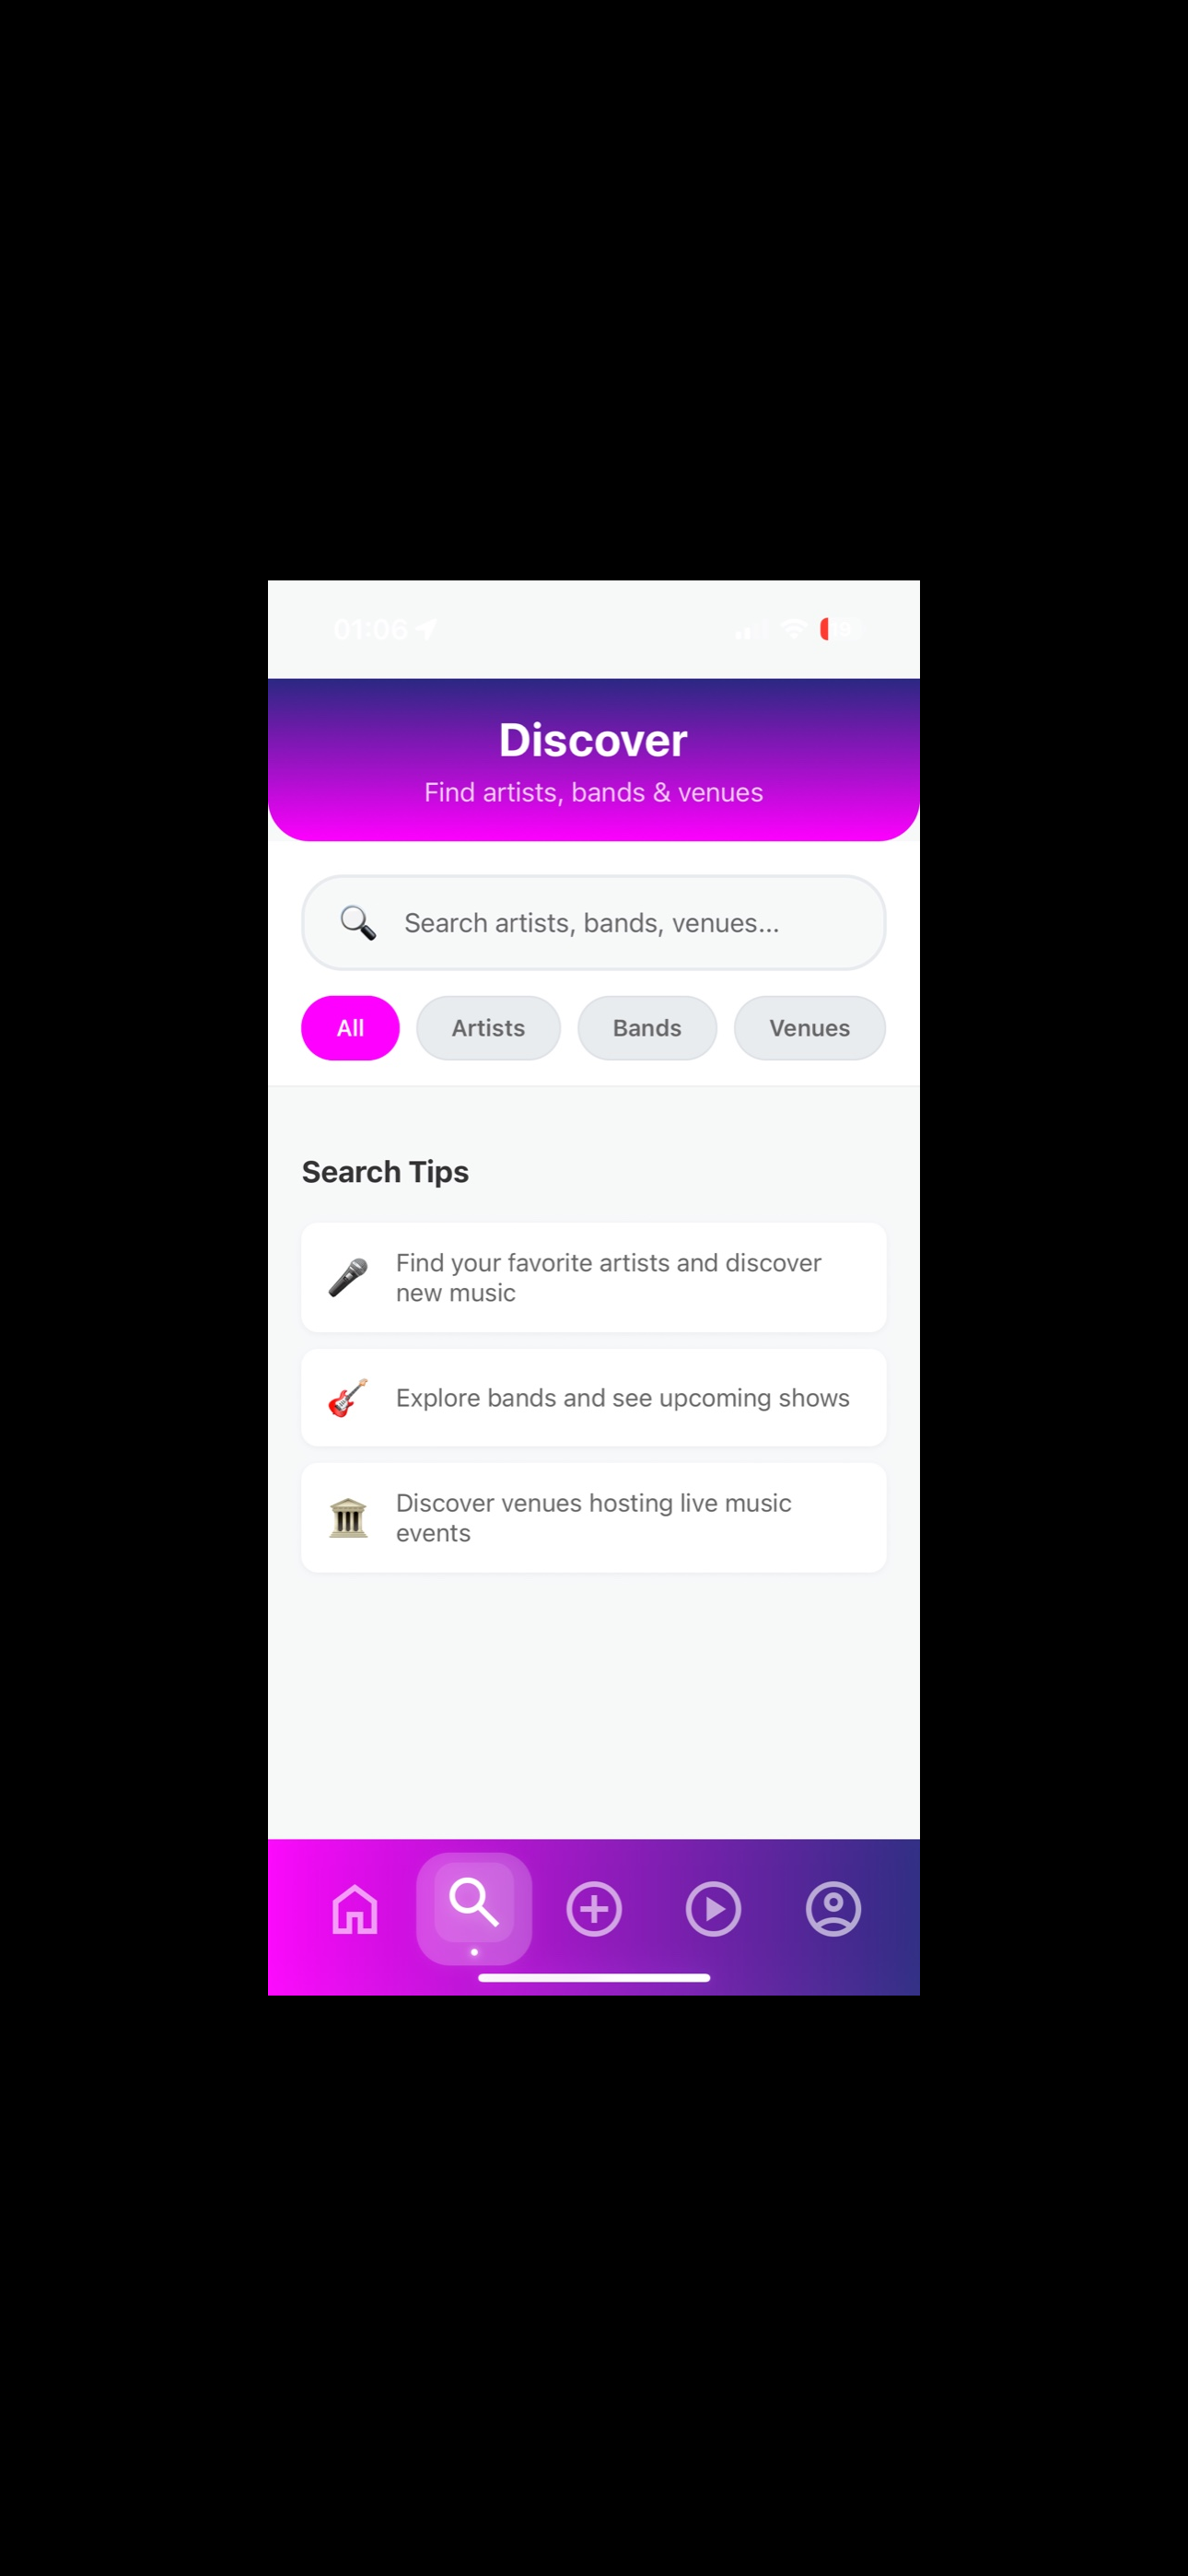 01:06
Discover
Find artists, bands & venues
Search artists, bands, venues...
All
Artists
Bands
Venues
Search Tips
Find your favorite artists and discover
new music
Explore bands and see upcoming shows
Discover venues hosting live music
events